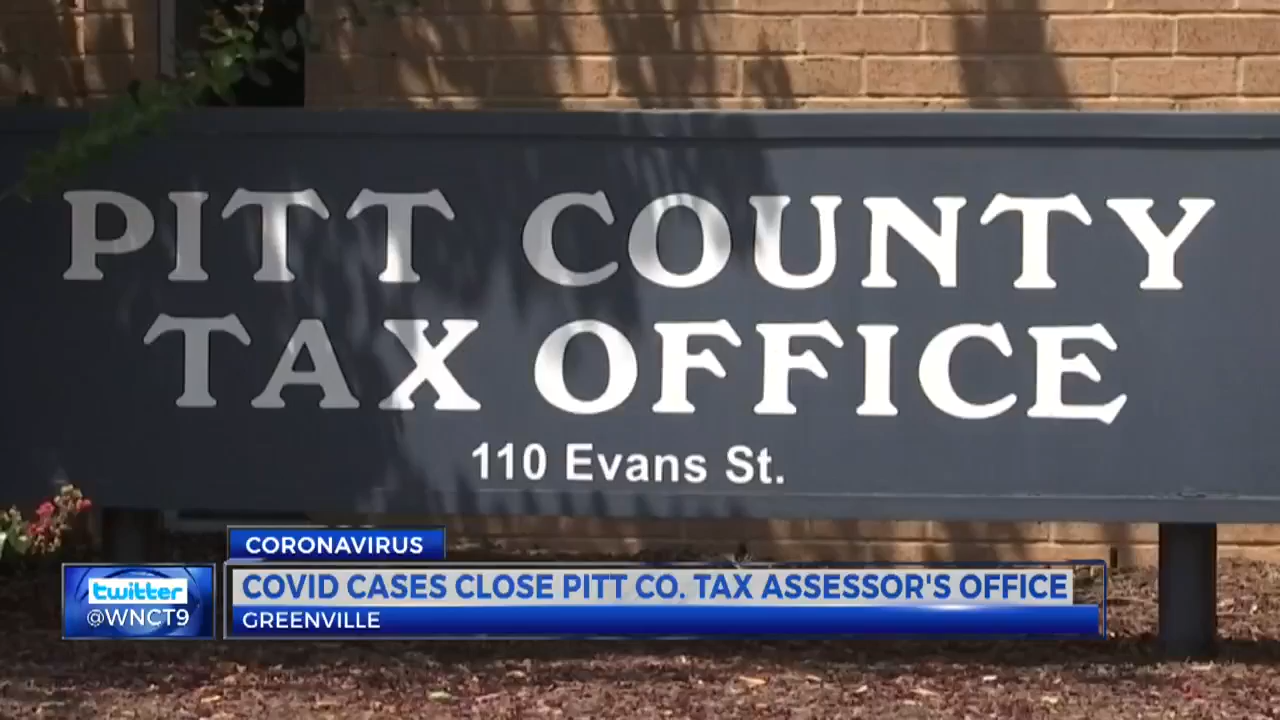 PITT COUNTY
TAX OFFICE
110 Evans St.
CORONAVIRUS
COVID CASES CLOSE PITT CO. TAX ASSESSOR'S OFFICE
GREENVILLE
twitter
@WNCT9